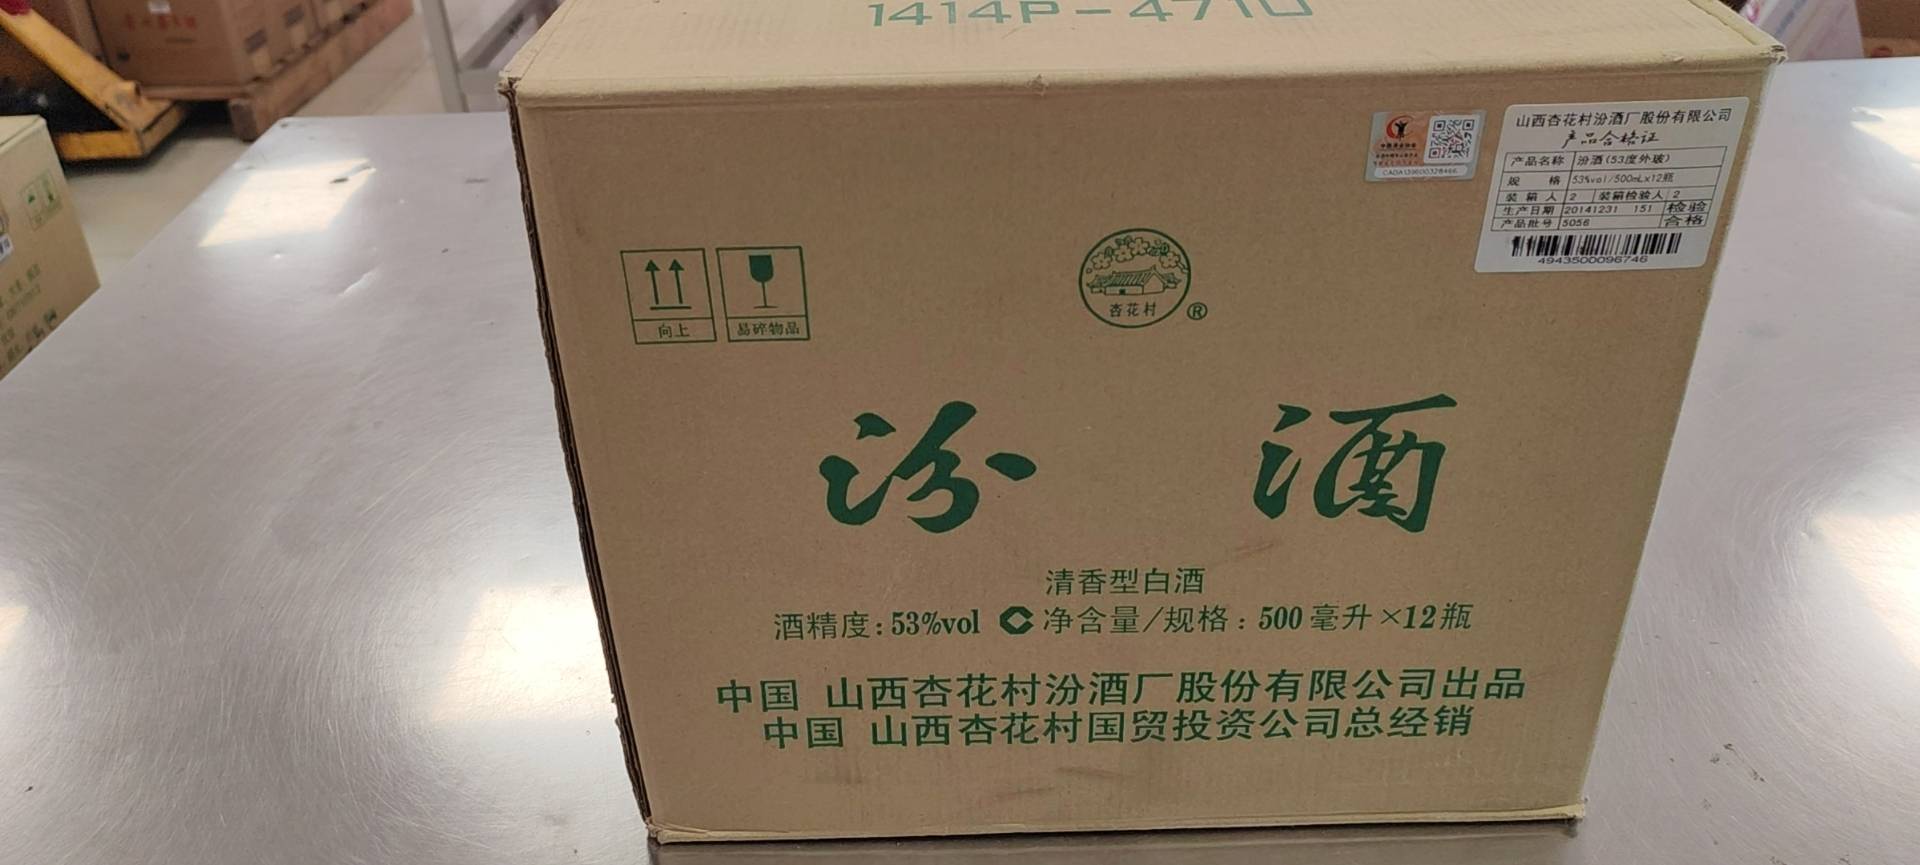 1414P-4710
山西杏花村汾酒厂股份有限公司
产品合格证
产品名称 汾酒(53度外玻)
规 格 53%vol/500mL×12瓶
装箱人 2 装箱检验人 2
生产日期 20141231 151 检验
产品批号 5056 合格
4943500096746
CADA139600328466
向上
易碎物品
杏花村
®
汾酒
清香型白酒
酒精度:53%vol 净含量/规格:500毫升×12瓶
中国 山西杏花村汾酒厂股份有限公司出品
中国 山西杏花村国贸投资公司总经销